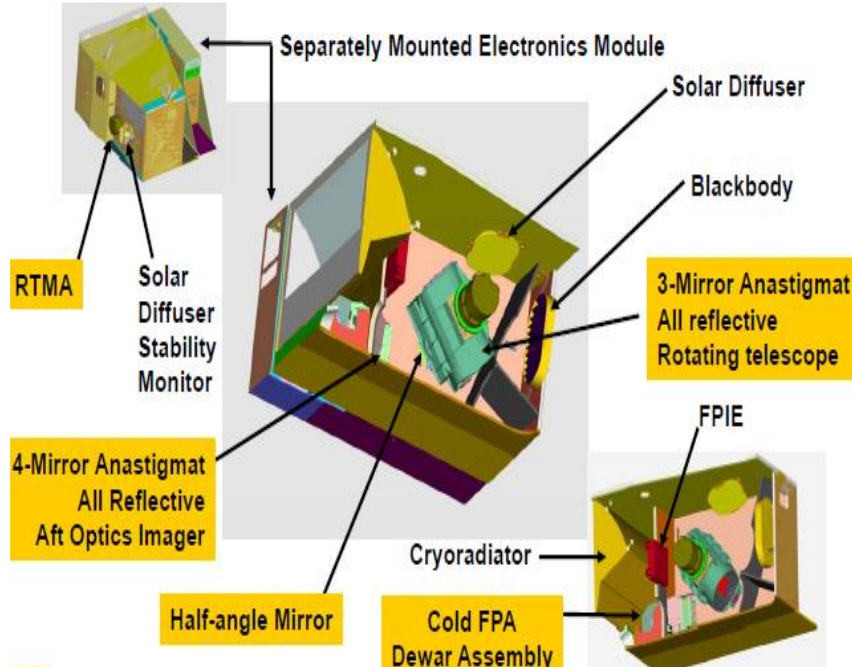 Separately Mounted Electronics Module
Solar Diffuser
Blackbody
RTMA
Solar
Diffuser
Stability
Monitor
3-Mirror Anastigmat
All reflective
Rotating telescope
4-Mirror Anastigmat
All Reflective
Aft Optics Imager
FPIE
Cryoradiator
Half-angle Mirror
Cold FPA
Dewar Assembly